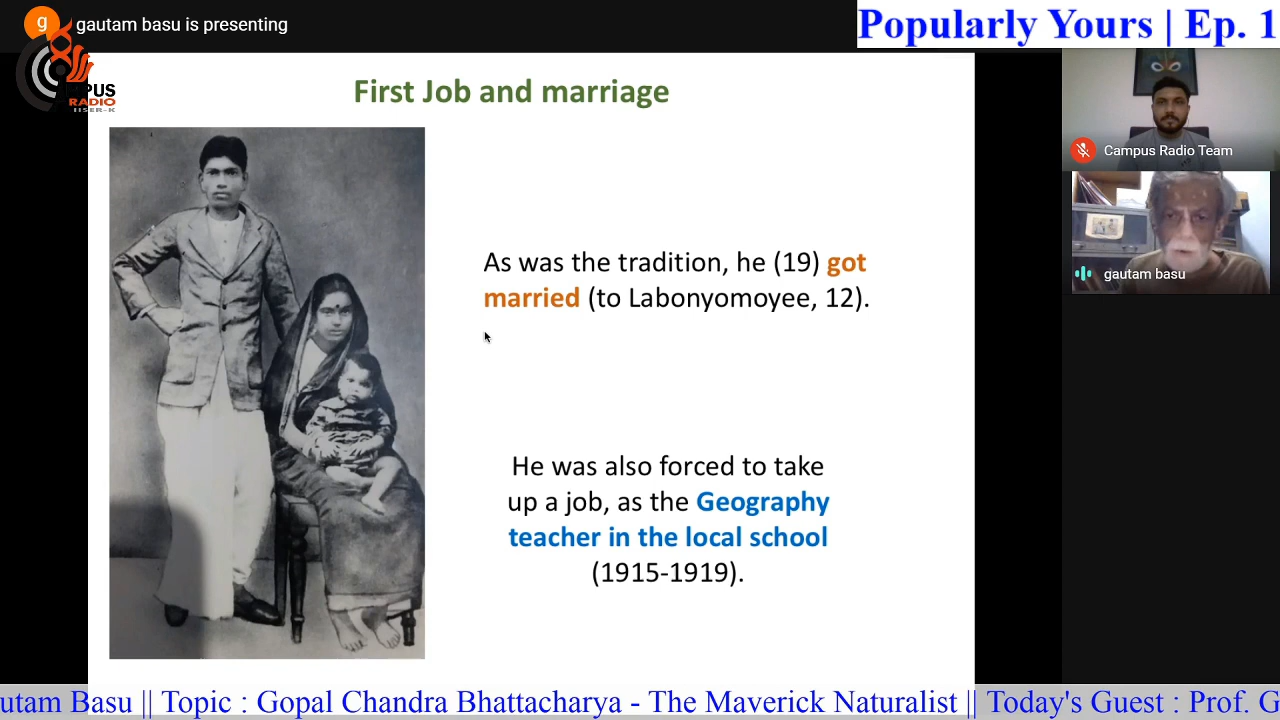 g
gautam basu is presenting
Popularly Yours | Ep. 1
RADIO
IISER-K
First Job and marriage
As was the tradition, he (19) got
married (to Labonyomoyee, 12).
He was also forced to take
up a job, as the Geography
teacher in the local school
(1915-1919).
Campus Radio Team
gautam basu
utam Basu || Topic : Gopal Chandra Bhattacharya - The Maverick Naturalist || Today's Guest : Prof. G